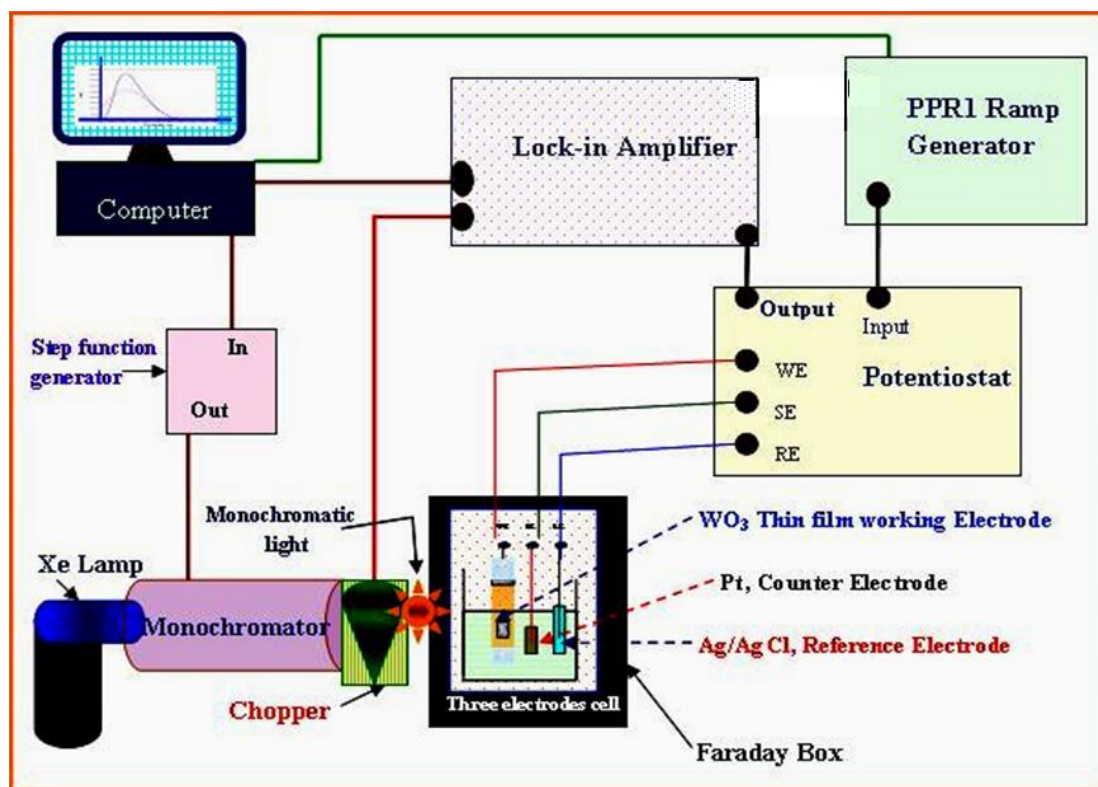 PPR1 Ramp
Generator
Lock-in Amplifier
Computer
Output
Input
Step function
generator
In
Out
WE
Potentiostat
SE
RE
Monochromatic
light
WO₃ Thin film working Electrode
Xe Lamp
Pt, Counter Electrode
Monochromator
Ag/AgCl, Reference Electrode
Chopper
Three electrodes cell
Faraday Box